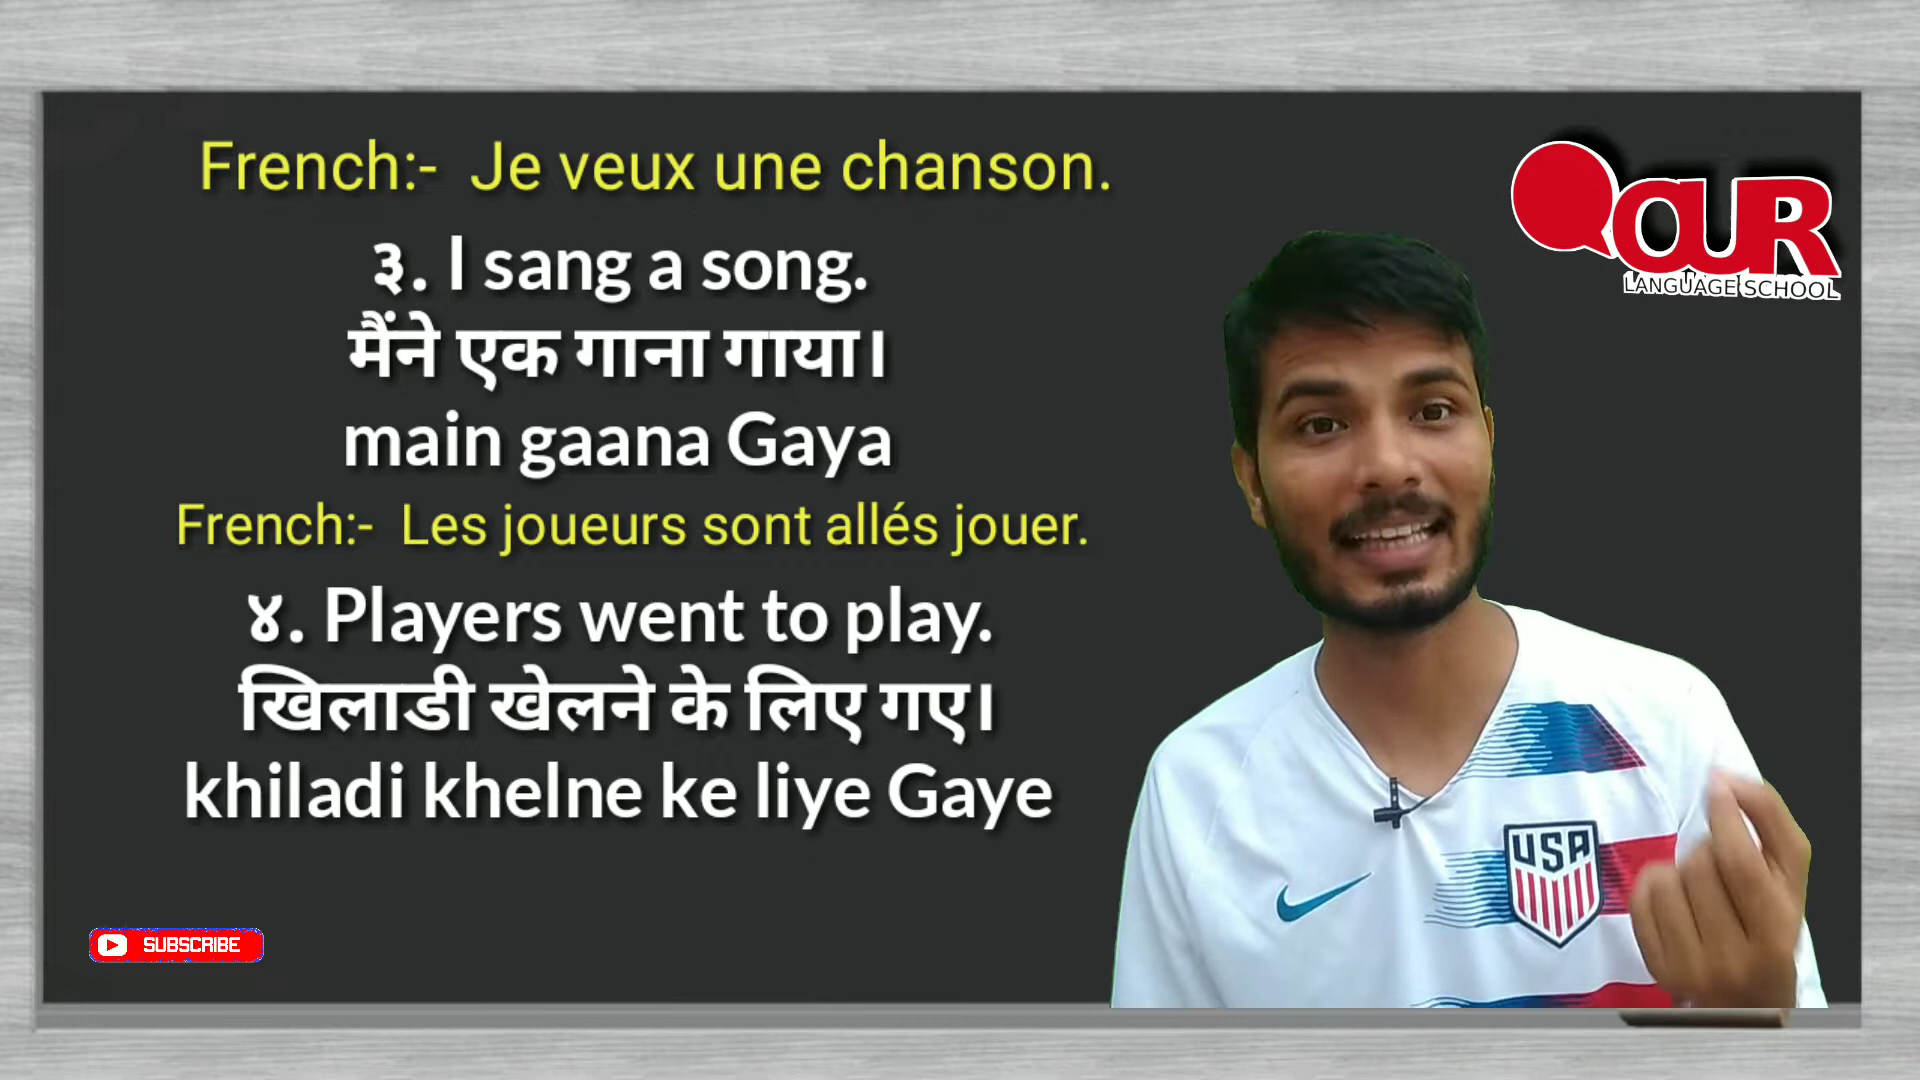 French:- Je veux une chanson.
३. I sang a song.
मैंने एक गाना गाया।
main gaana Gaya
French:- Les joueurs sont allés jouer.
४. Players went to play.
खिलाडी खेलने के लिए गए।
khiladi khelne ke liye Gaye
OUR
LANGUAGE SCHOOL
USA
SUBSCRIBE